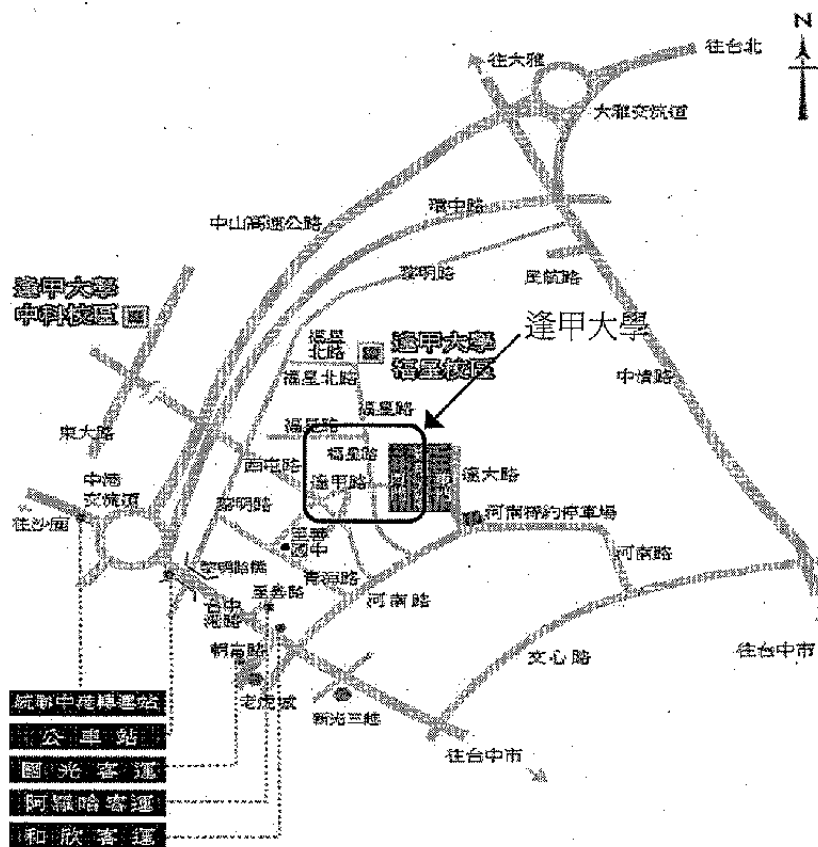 N
往大雅
往台北
大雅交流道
環中路
中山高速公路
黎明路
民航路
逢甲大學
中科校區
逢甲大學
福星
北路
逢甲大學
福星校區
福星北路
中清路
福星路
福星路
東大路
福星路
西屯路
逢甲路
逢大路
中港
交流道
黎明路
河南特約停車場
往沙鹿
至善
國中
河南路
黎明路橋
青海路
至善路
河南路
台中
港路
朝富路
文心路
往台中市
老虎城
新光三越
統聯中港轉運站
公車站
往台中市
國光客運
阿羅哈客運
和欣客運